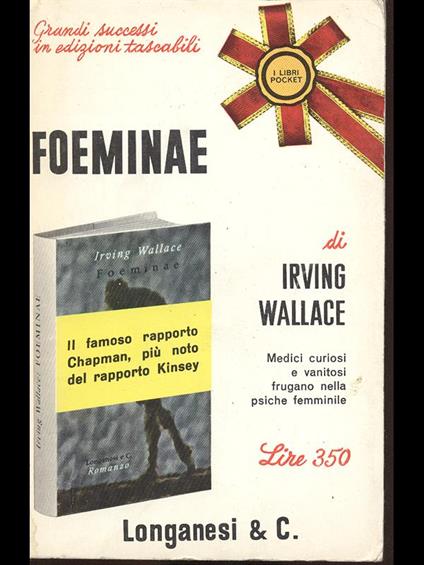 Grandi successi
in edizioni tascabili
I LIBRI
POCKET
FOEMINAE
Irving Wallace
Foeminae
Il famoso rapporto
Chapman, più noto
del rapporto Kinsey
Longanesi e C.
Romanzo
Irving Wallace: FOEMINAE
di
IRVING
WALLACE
Medici curiosi
e vanitosi
frugano nella
psiche femminile
Lire 350
Longanesi & C.